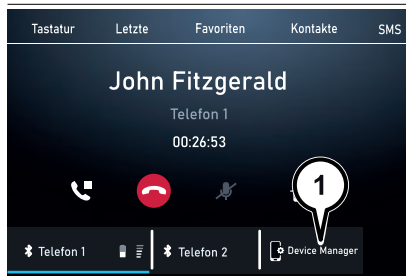 Tastatur Letzte Favoriten Kontakte SMS
John Fitzgerald
Telefon 1
00:26:53
1
Telefon 1 Telefon 2 Device Manager